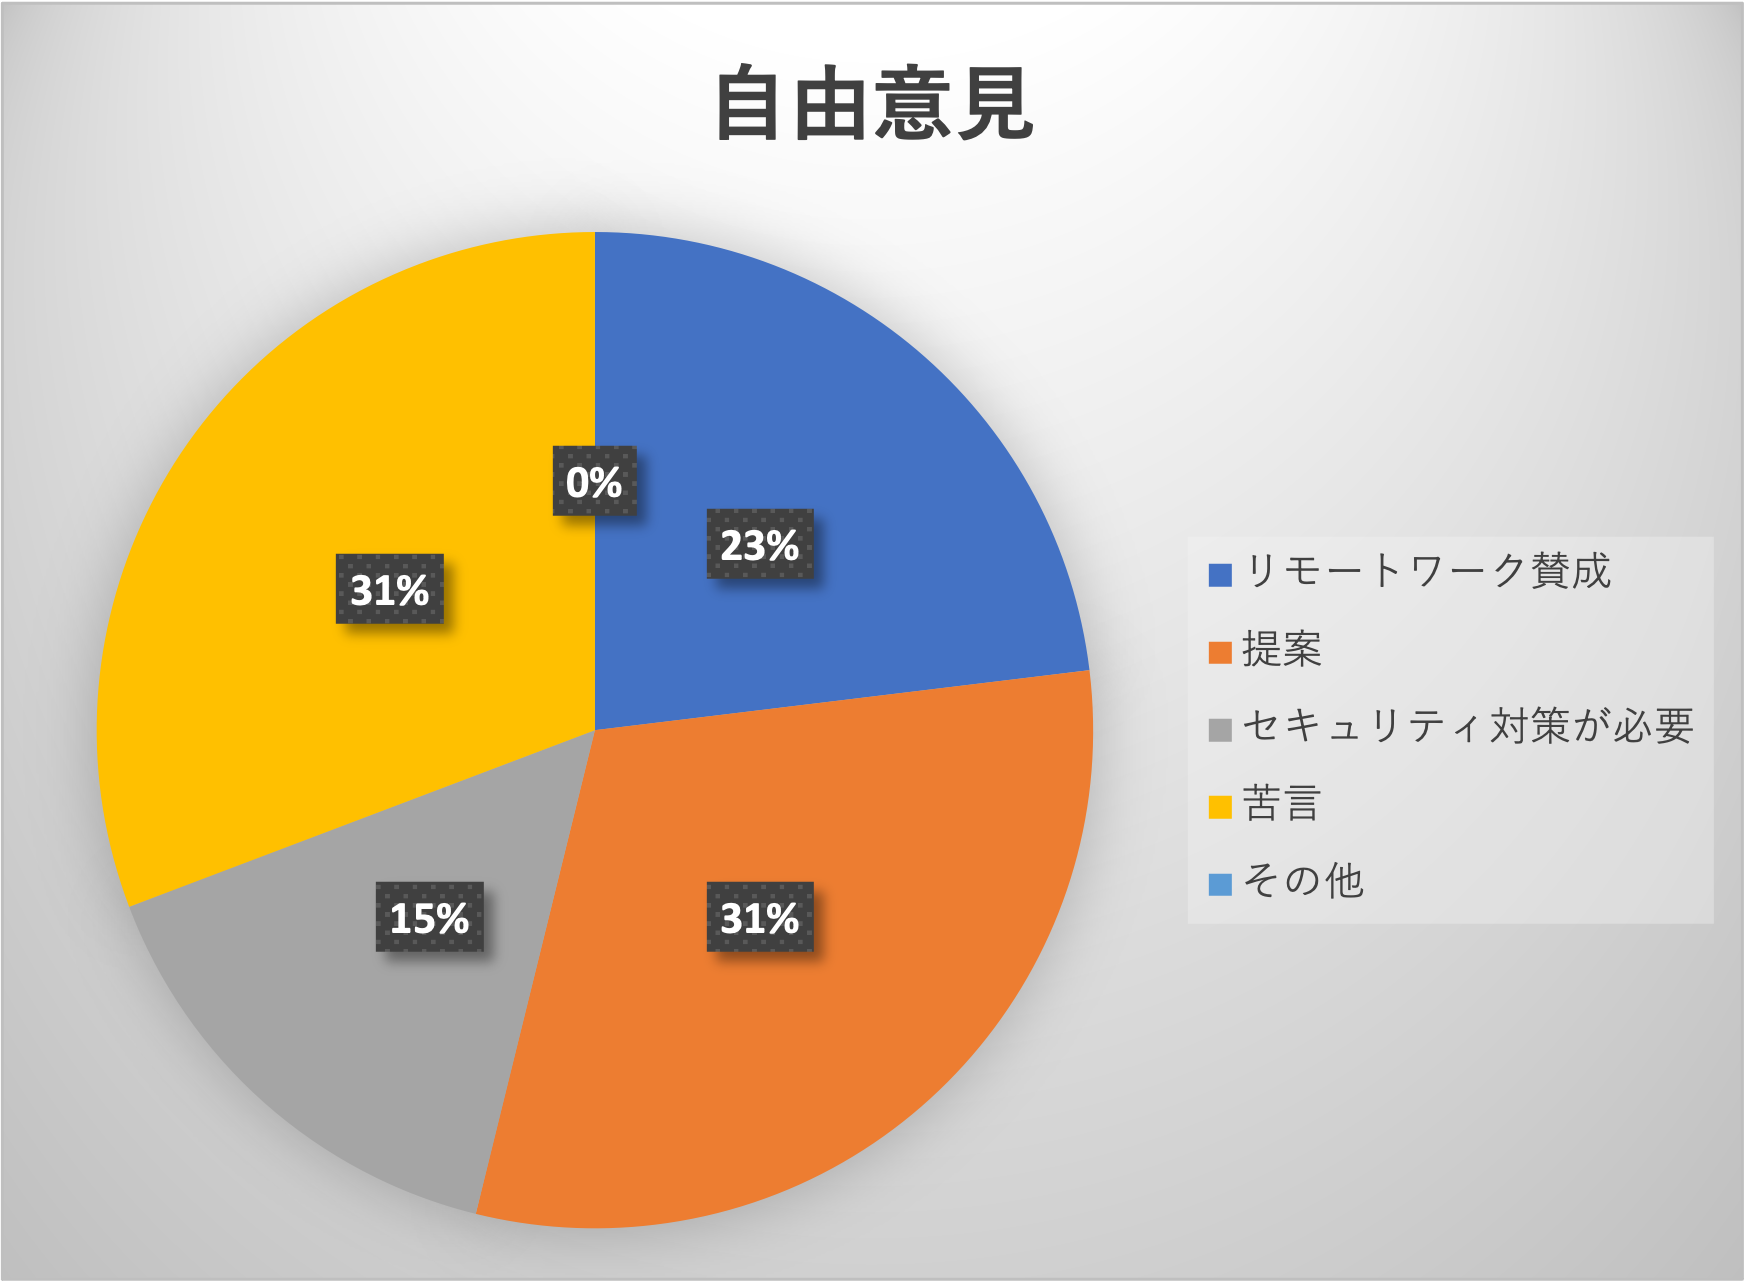 自由意見
0%
23%
31%
15%
31%
リモートワーク賛成
提案
セキュリティ対策が必要
苦言
その他